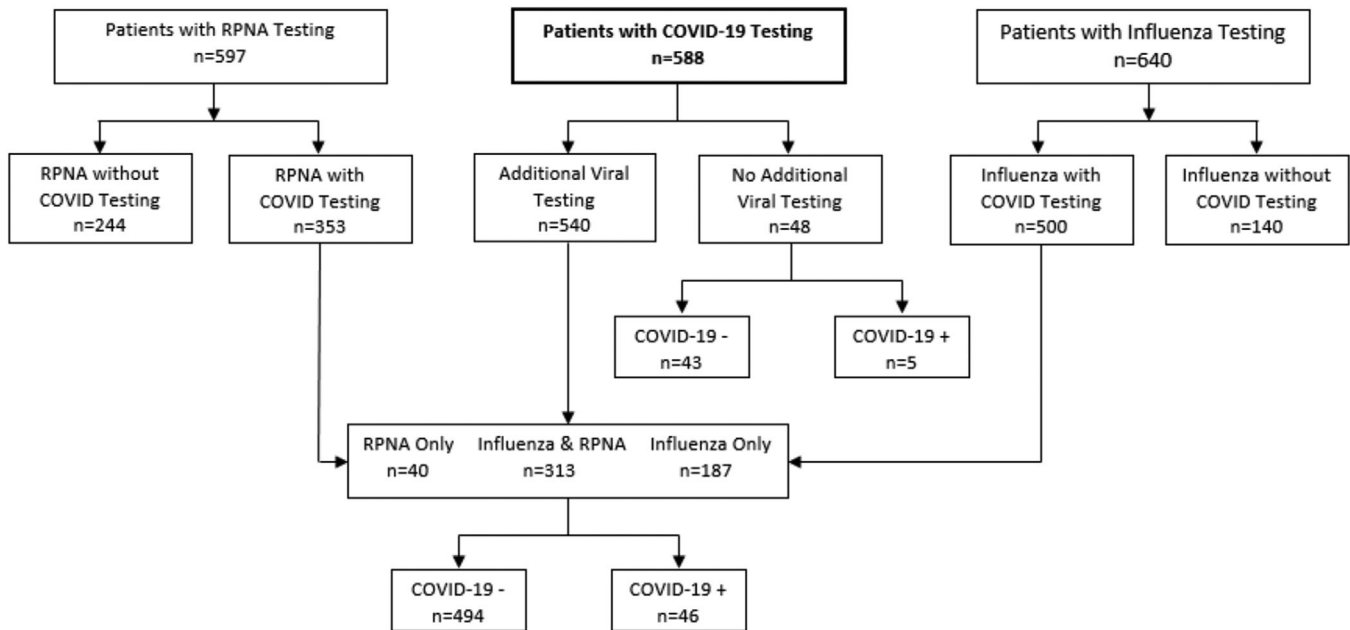 Patients with RPNA Testing
n=597
Patients with COVID-19 Testing
n=588
Patients with Influenza Testing
n=640
RPNA without
COVID Testing
n=244
RPNA with
COVID Testing
n=353
Additional Viral
Testing
n=540
No Additional
Viral Testing
n=48
Influenza with
COVID Testing
n=500
Influenza without
COVID Testing
n=140
COVID-19 -
n=43
COVID-19 +
n=5
RPNA Only Influenza & RPNA Influenza Only
n=40 n=313 n=187
COVID-19 -
n=494
COVID-19 +
n=46